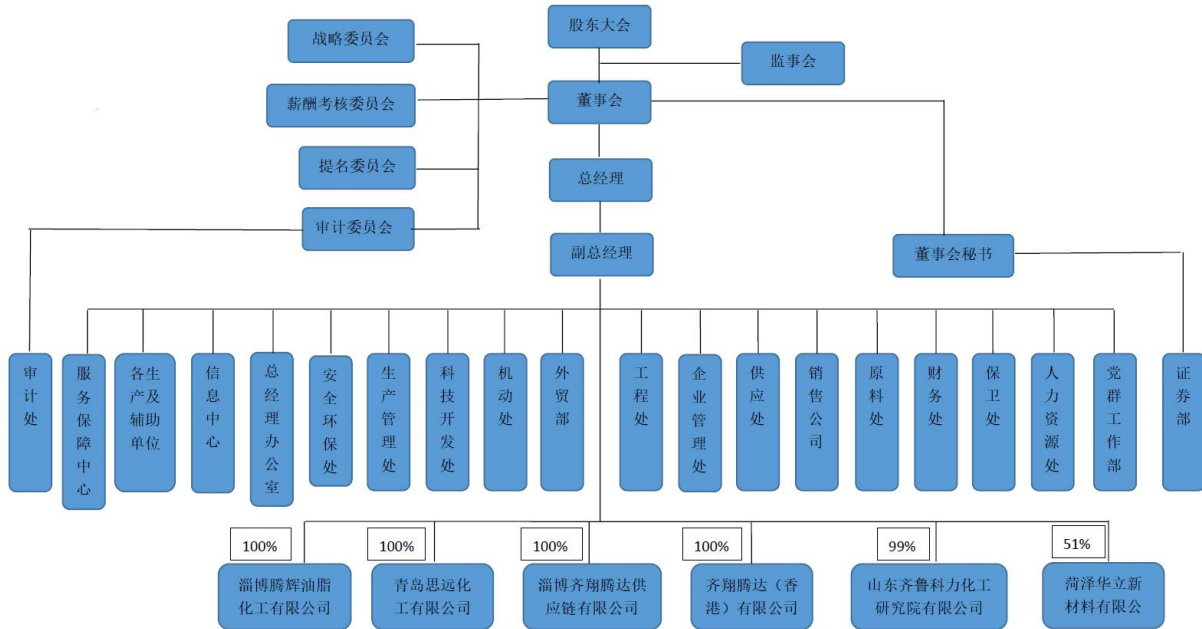 股东大会
战略委员会
监事会
薪酬考核委员会
董事会
提名委员会
总经理
审计委员会
副总经理
董事会秘书
审计处
服务保障中心
各生
产及
辅助
单位
信息中心
总经理办公室
安全环保处
生产管理处
科技开发处
机动处
外贸部
工程处
企业管理处
供应处
销售公司
原料处
财务处
保卫处
人力资源处
党群工作部
证券部
100%
100%
100%
100%
99%
51%
淄博腾辉油脂
化工有限公司
青岛思远化
工有限公司
淄博齐翔腾达供
应链有限公司
齐翔腾达（香
港）有限公司
山东齐鲁科力化工
研究院有限公司
菏泽华立新
材料有限公